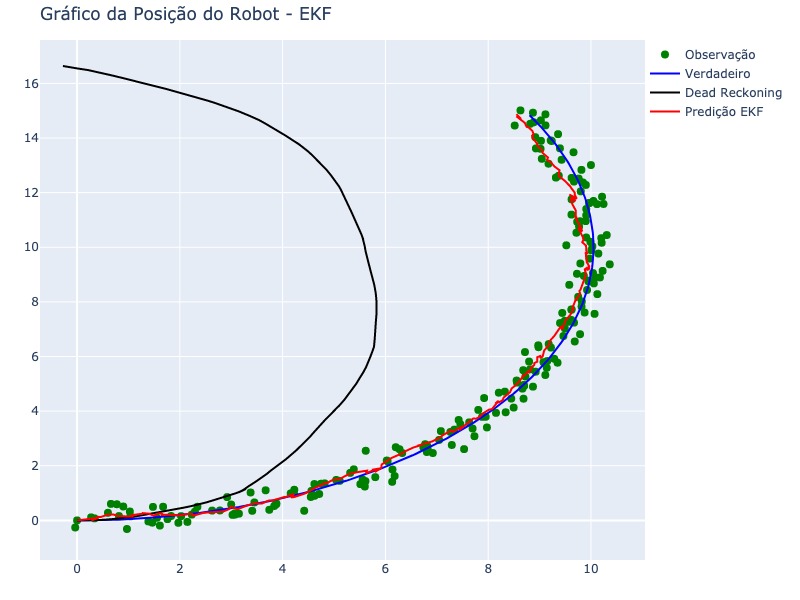 Gráfico da Posição do Robot - EKF
Observação
Verdadeiro
Dead Reckoning
Predição EKF
16
14
12
10
8
6
4
2
0
0 2 4 6 8 10